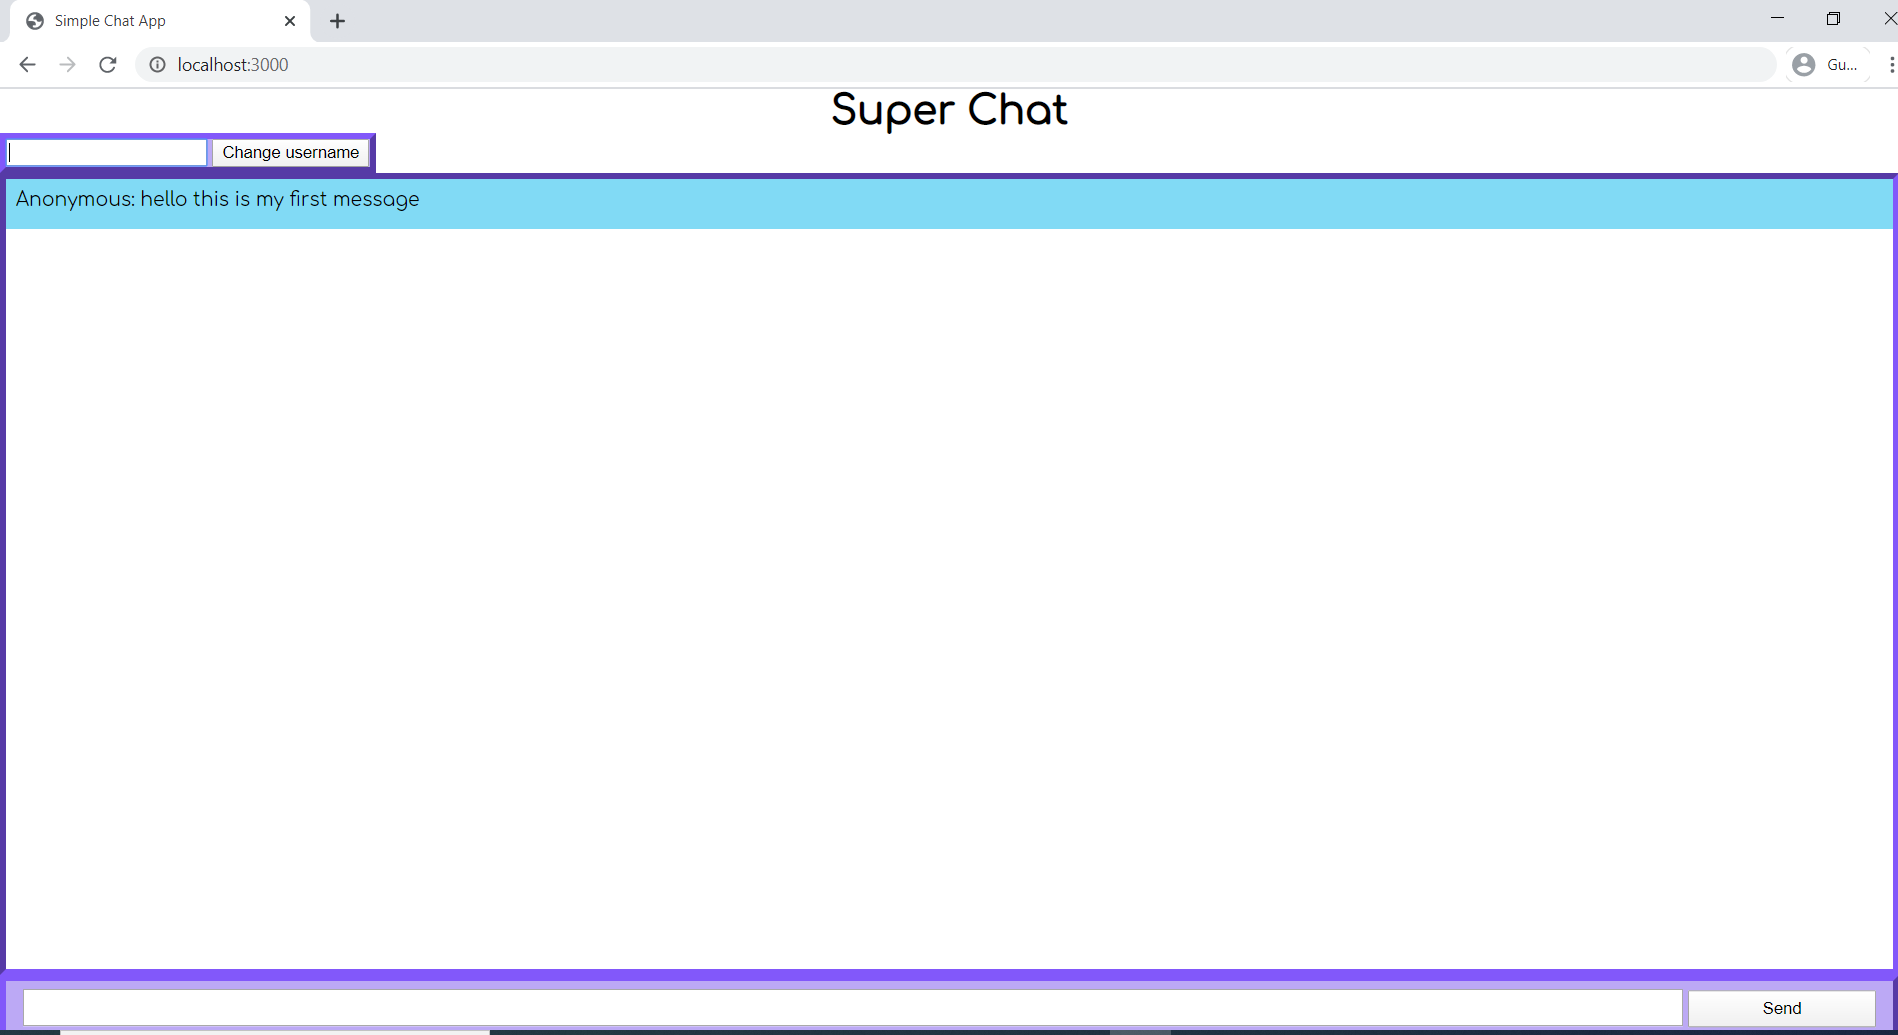 Simple Chat App
localhost:3000
Gu...
Super Chat
Change username
Anonymous: hello this is my first message
Send